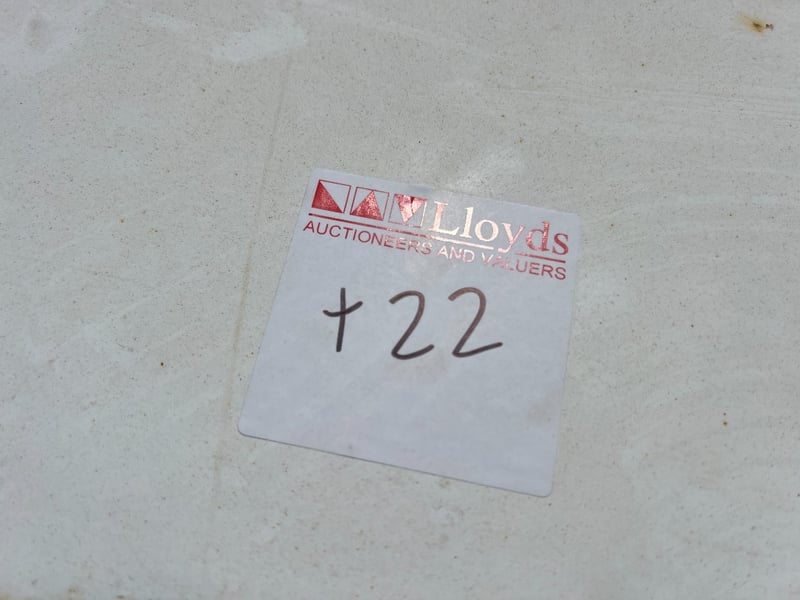 Lloyds
AUCTIONEERS AND VALUERS
+22